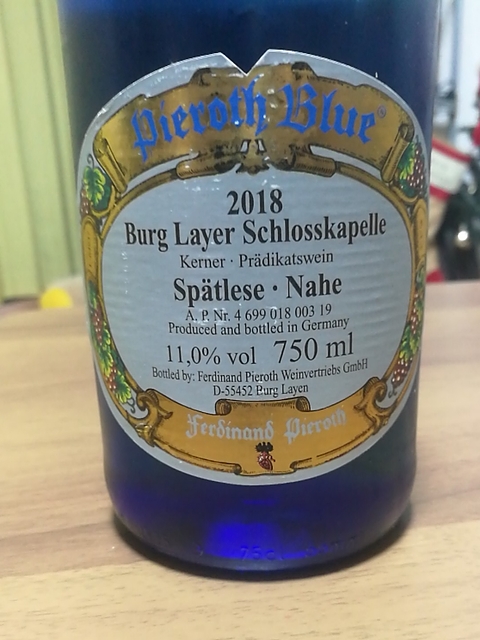 Pieroth Blue®
2018
Burg Layer Schlosskapelle
Kerner · Prädikatswein
Spätlese · Nahe
A. P. Nr. 4 699 018 003 19
Produced and bottled in Germany
11,0% vol 750 ml
Bottled by: Ferdinand Pieroth Weinvertriebs GmbH
D-55452 Burg Layen
Ferdinand Pieroth